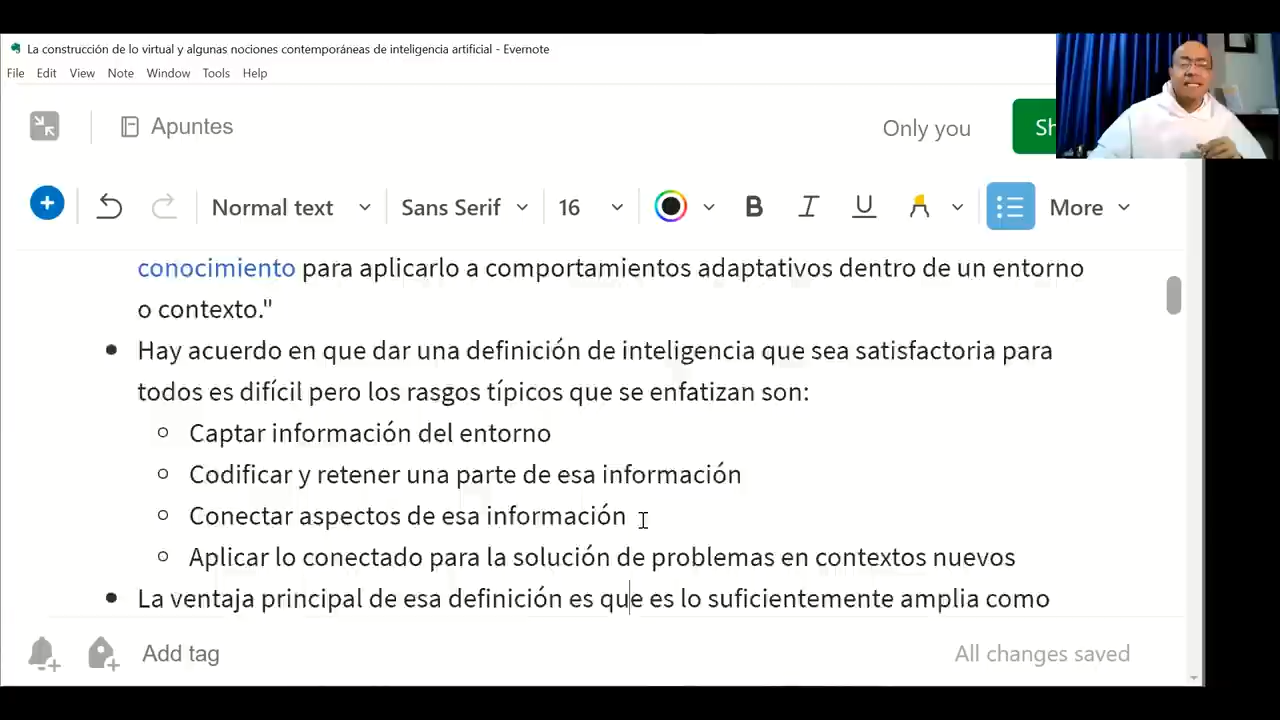 La construcción de lo virtual y algunas nociones contemporáneas de inteligencia artificial - Evernote
File Edit View Note Window Tools Help
Apuntes
Only you
Sh
Normal text
Sans Serif
16
B I U
More
conocimiento para aplicarlo a comportamientos adaptativos dentro de un entorno
o contexto."
Hay acuerdo en que dar una definición de inteligencia que sea satisfactoria para
todos es difícil pero los rasgos típicos que se enfatizan son:
Captar información del entorno
Codificar y retener una parte de esa información
Conectar aspectos de esa información
Aplicar lo conectado para la solución de problemas en contextos nuevos
La ventaja principal de esa definición es que es lo suficientemente amplia como
Add tag
All changes saved